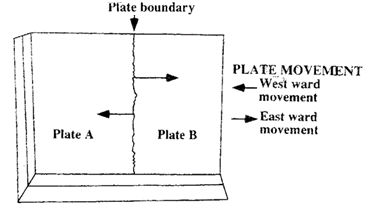 Plate boundary
PLATE MOVEMENT
West ward
movement
East ward
movement
Plate A
Plate B